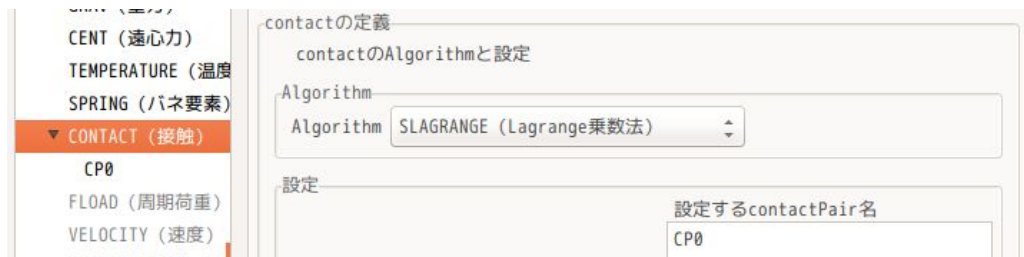 CENT (遠心力)
TEMPERATURE (温度
SPRING (バネ要素)
CONTACT (接触)
CP0
FLOAD (周期荷重)
VELOCITY (速度)
contactの定義
contactのAlgorithmと設定
Algorithm
Algorithm SLAGRANGE (Lagrange乗数法)
設定
設定するcontactPair名
CP0